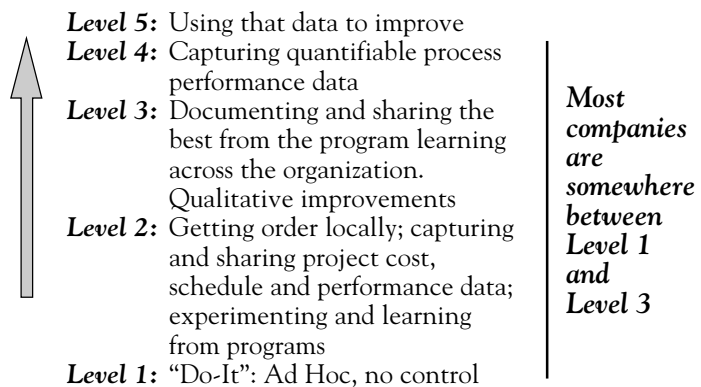 Level 5: Using that data to improve
Level 4: Capturing quantifiable process
performance data
Level 3: Documenting and sharing the
best from the program learning
across the organization.
Qualitative improvements
Level 2: Getting order locally; capturing
and sharing project cost,
schedule and performance data;
experimenting and learning
from programs
Level 1: “Do-It”: Ad Hoc, no control
Most
companies
are
somewhere
between
Level 1
and
Level 3